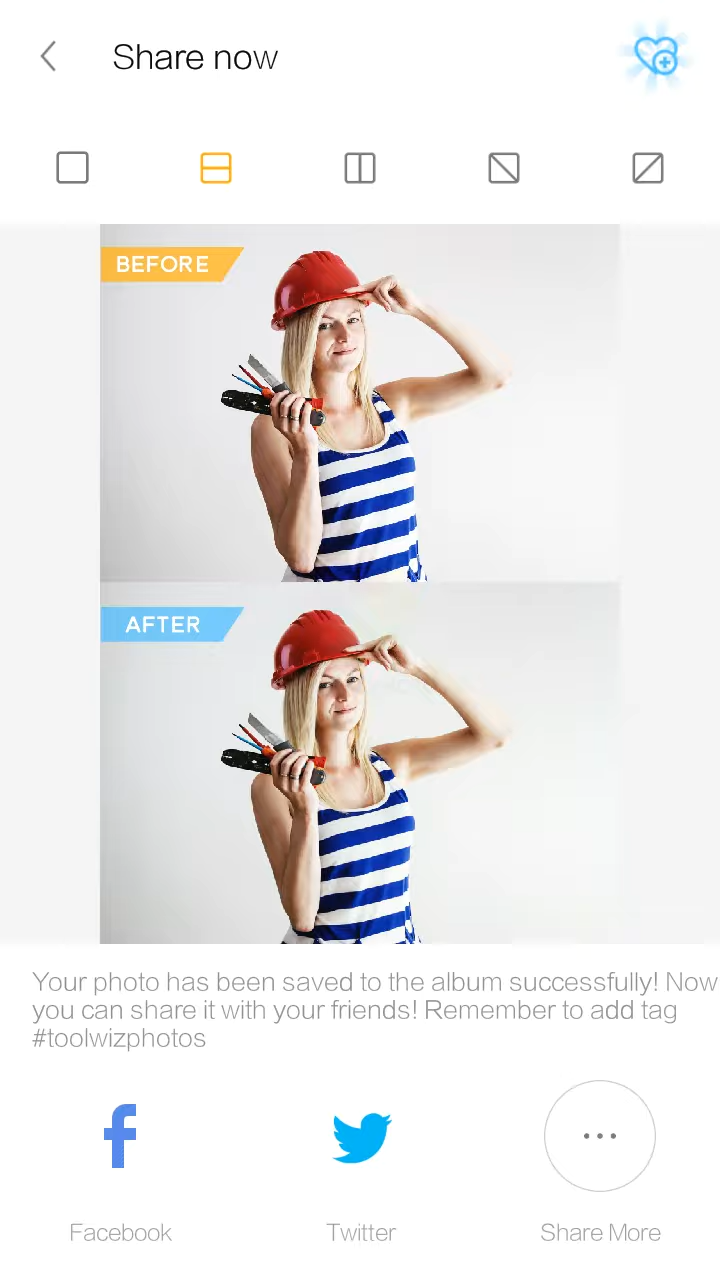 Share now
BEFORE
AFTER
Your photo has been saved to the album successfully! Now
you can share it with your friends! Remember to add tag
#toolwizphotos
Facebook
Twitter
Share More